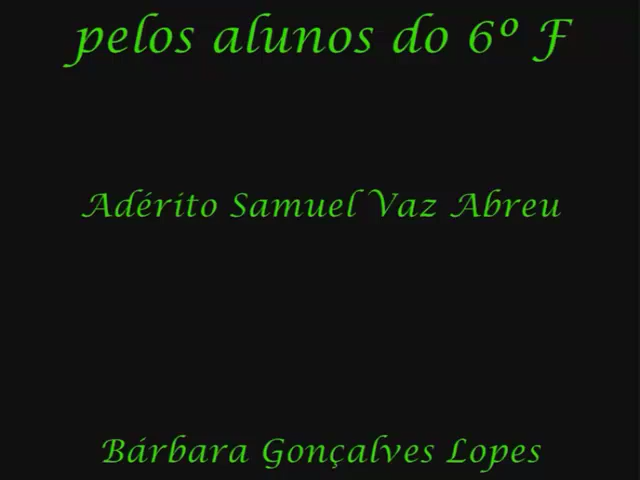 pelos alunos do 6º F
Adérito Samuel Vaz Abreu
Bárbara Gonçalves Lopes